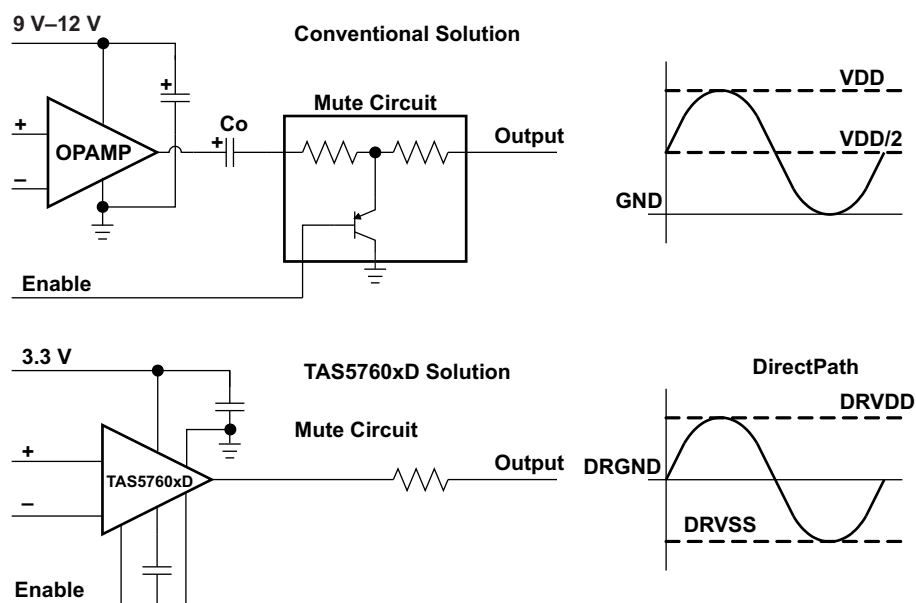 9 V–12 V
Conventional Solution
+
Mute Circuit
+
OPAMP
–
+
Co
Output
Enable
VDD
VDD/2
GND
3.3 V
TAS5760xD Solution
Mute Circuit
+
TAS5760xD
–
Output
Enable
DirectPath
DRVDD
DRGND
DRVSS